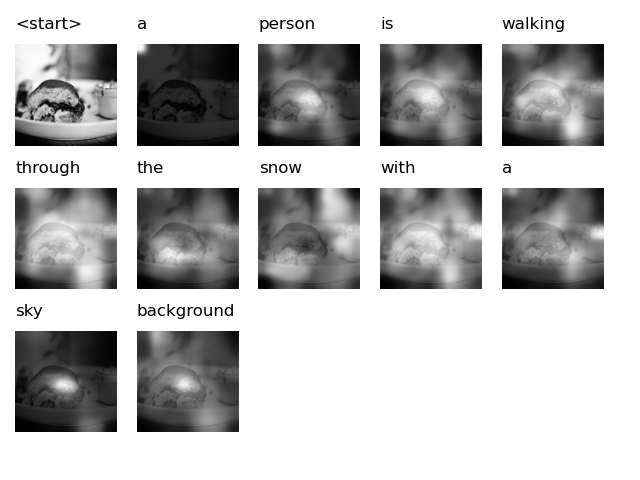 <start> a person is walking
through the snow with a
sky background